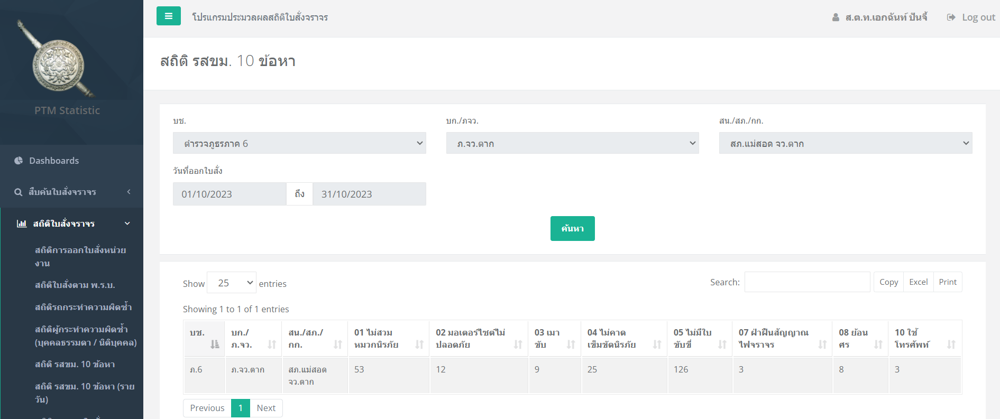 โปรแกรมประมวลผลสถิติใบสั่งจราจร
ส.ต.ท.เอกฉันท์ ปันจี้
Log out
PTM Statistic
Dashboards
สืบค้นใบสั่งจราจร
สถิติใบสั่งจราจร
สถิติการออกใบสั่งหน่วย
งาน
สถิติใบสั่งตาม พ.ร.บ.
สถิติรถกระทำความผิดซ้ำ
สถิติผู้กระทำความผิดซ้ำ
(บุคคลธรรมดา / นิติบุคคล)
สถิติ รสขม. 10 ข้อหา
สถิติ รสขม. 10 ข้อหา (ราย
วัน)
สถิติ รสขม. 10 ข้อหา
บช.
บก./ภจว.
สน./สภ./กก.
ตำรวจภูธรภาค 6
ภ.จว.ตาก
สภ.แม่สอด จว.ตาก
วันที่ออกใบสั่ง
01/10/2023 ถึง 31/10/2023
ค้นหา
Show 25 entries
Search:
Copy Excel Print
Showing 1 to 1 of 1 entries
บช. บก./ สน./สภ./ 01 ไม่สวม 02 มอเตอร์ไซต์ไม่ 03 เมา 04 ไม่คาด 05 ไม่มีใบ 07 ฝ่าฝืนสัญญาณ 08 ย้อน 10 ใช้
ภ.จว. กก. หมวกนิรภัย ปลอดภัย ขับ เข็มขัดนิรภัย ขับขี่ ไฟจราจร ศร โทรศัพท์
ภ.6 ภ.จว.ตาก สภ.แม่สอด 53 12 9 25 126 3 8 3
จว.ตาก
Previous 1 Next